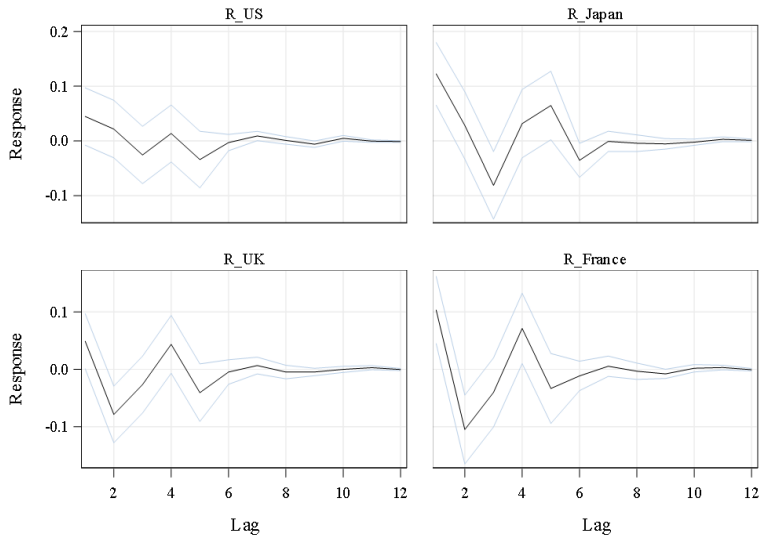 R_US
R_Japan
0.2
0.1
0.0
-0.1
Response
R_UK
R_France
0.1
0.0
-0.1
Response
2 4 6 8 10 12
2 4 6 8 10 12
Lag
Lag